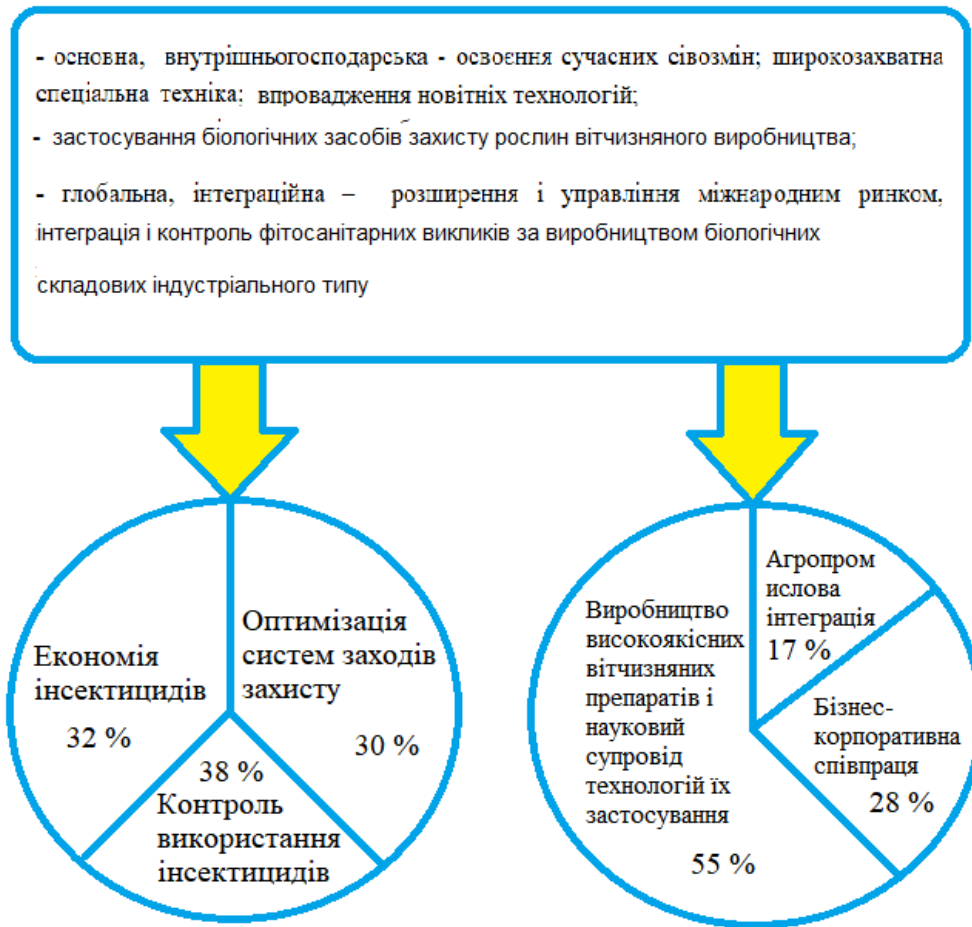 - основна, внутрішньогосподарська - освоєння сучасних сівозмін; широкозахватна
спеціальна техніка; впровадження новітніх технологій;
- застосування біологічних засобів захисту рослин вітчизняного виробництва;
- глобальна, інтеграційна – розширення і управління міжнародним ринком,
інтеграція і контроль фітосанітарних викликів за виробництвом біологічних
складових індустріального типу
Економія
інсектицидів
32 %
Оптимізація
систем заходів
захисту
30 %
38 %
Контроль
використання
інсектицидів
Виробництво
високоякісних
вітчизняних
препаратів і
науковий
супровід
технологій їх
застосування
55 %
Агропром
ислова
інтеграція
17 %
Бізнес-
корпоративна
співпраця
28 %